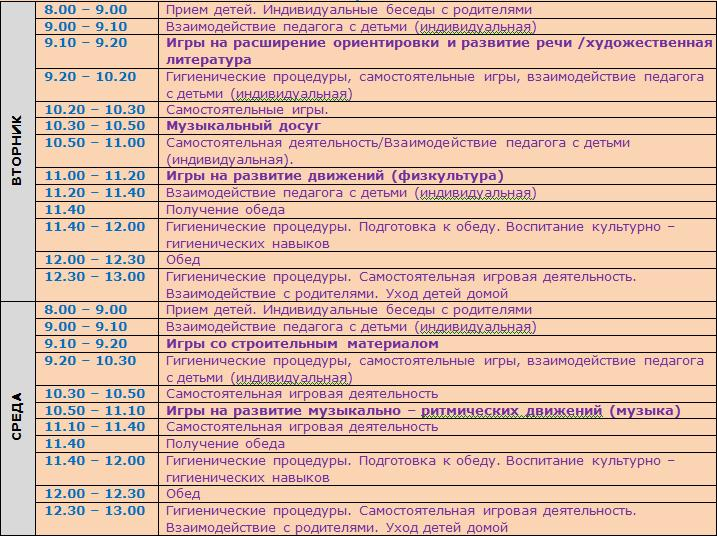 ВТОРНИК
8.00 – 9.00 Прием детей. Индивидуальные беседы с родителями
9.00 – 9.10 Взаимодействие педагога с детьми (индивидуальная)
9.10 – 9.20 Игры на расширение ориентировки и развитие речи /художественная
литература
9.20 – 10.20 Гигиенические процедуры, самостоятельные игры, взаимодействие педагога
с детьми (индивидуальная)
10.20 – 10.30 Самостоятельные игры.
10.30 – 10.50 Музыкальный досуг
10.50 – 11.00 Самостоятельная деятельность/Взаимодействие педагога с детьми
(индивидуальная).
11.00 – 11.20 Игры на развитие движений (физкультура)
11.20 – 11.40 Взаимодействие педагога с детьми (индивидуальная)
11.40 Получение обеда
11.40 – 12.00 Гигиенические процедуры. Подготовка к обеду. Воспитание культурно –
гигиенических навыков
12.00 – 12.30 Обед
12.30 – 13.00 Гигиенические процедуры. Самостоятельная игровая деятельность.
Взаимодействие с родителями. Уход детей домой
СРЕДА
8.00 – 9.00 Прием детей. Индивидуальные беседы с родителями
9.00 – 9.10 Взаимодействие педагога с детьми (индивидуальная)
9.10 – 9.20 Игры со строительным материалом
9.20 – 10.30 Гигиенические процедуры, самостоятельные игры, взаимодействие педагога
с детьми (индивидуальная)
10.30 – 10.50 Самостоятельная игровая деятельность
10.50 – 11.10 Игры на развитие музыкально – ритмических движений (музыка)
11.10 – 11.40 Самостоятельная игровая деятельность
11.40 Получение обеда
11.40 – 12.00 Гигиенические процедуры. Подготовка к обеду. Воспитание культурно –
гигиенических навыков
12.00 – 12.30 Обед
12.30 – 13.00 Гигиенические процедуры. Самостоятельная игровая деятельность.
Взаимодействие с родителями. Уход детей домой